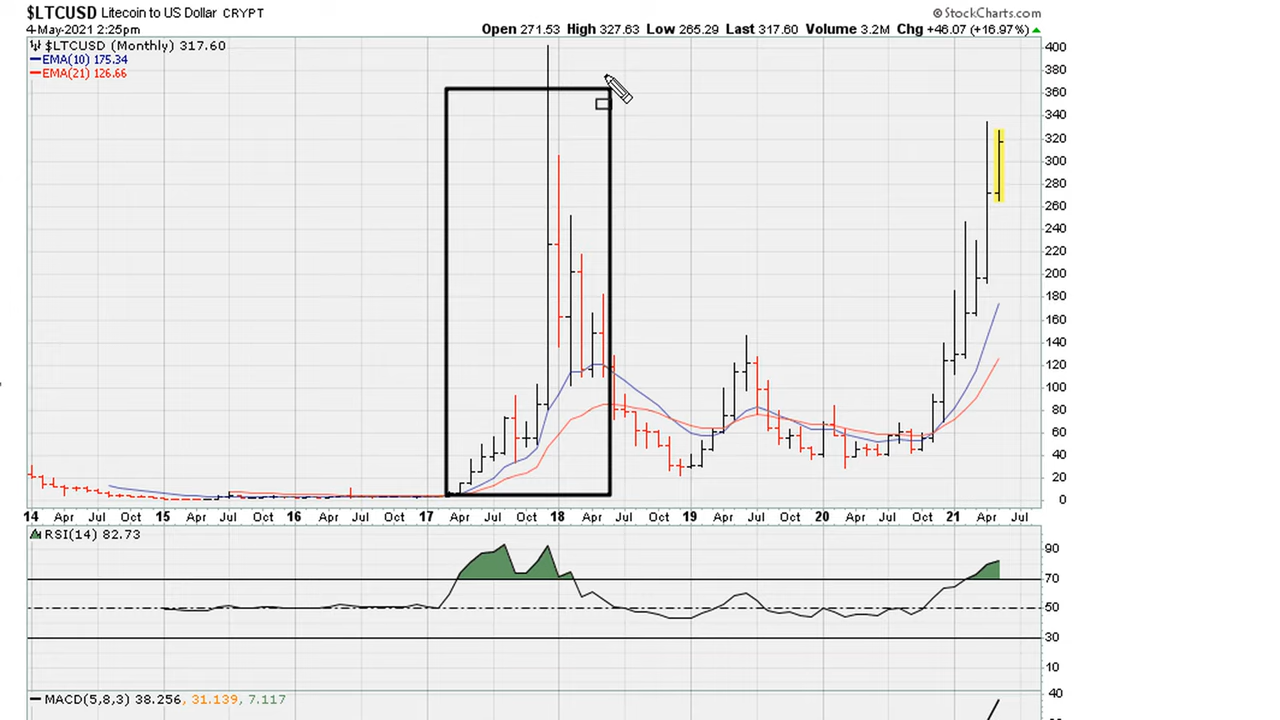 $LTCUSD Litecoin to US Dollar CRYPT
© StockCharts.com
4-May-2021 2:25pm
Open 271.53 High 327.63 Low 265.29 Last 317.60 Volume 3.2M Chg +46.07 (+16.97%)
$LTCUSD (Monthly) 317.60
EMA(10) 175.34
EMA(21) 126.66
400
380
360
340
320
300
280
260
240
220
200
180
160
140
120
100
80
60
40
20
0
14 Apr Jul Oct 15 Apr Jul Oct 16 Apr Jul Oct 17 Apr Jul Oct 18 Apr Jul Oct 19 Apr Jul Oct 20 Apr Jul Oct 21 Apr Jul
RSI(14) 82.73
90
70
50
30
10
MACD(5,8,3) 38.256, 31.139, 7.117
40